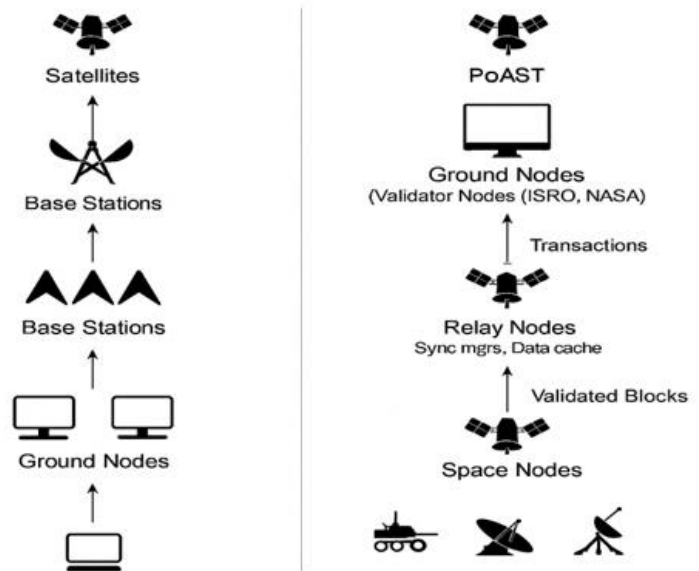 Satellites
Base Stations
Base Stations
Ground Nodes
PoAST
Ground Nodes
(Validator Nodes (ISRO, NASA)
Transactions
Relay Nodes
Sync mgrs, Data cache
Validated Blocks
Space Nodes